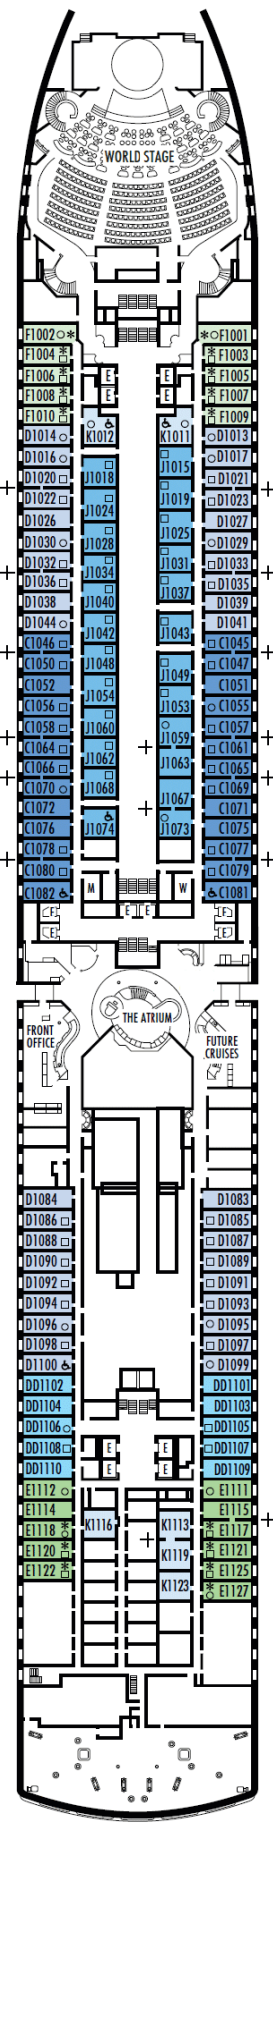 WORLD STAGE
F1002 F1001
F1004 F1003
F1006 E E F1005
F1008 F1007
F1010 E E F1009
D1014 K1012 K1011 D1013
D1016 J1015 D1017
D1020 J1018 D1021
D1022 J1019 D1023
D1026 J1024 J1025 D1027
D1030 J1028 D1029
D1032 J1031 D1033
D1036 J1034 J1037 D1035
D1038 J1040 D1039
D1044 J1042 J1043 D1041
C1046 C1045
C1050 J1048 J1049 C1047
C1052 J1054 C1051
C1056 J1053 C1055
C1058 J1060 J1059 C1057
C1064 J1062 J1063 C1061
C1066 C1065
C1070 J1068 J1067 C1069
C1072 C1071
C1076 J1074 J1073 C1075
C1078 C1077
C1080 C1079
C1082 M W C1081
F E E F
E E
THE ATRIUM
FRONT
OFFICE
FUTURE
CRUISES
D1084 D1083
D1086 D1085
D1088 D1087
D1090 D1089
D1092 D1091
D1094 D1093
D1096 D1095
D1098 D1097
D1100 D1099
DD1102 DD1101
DD1104 DD1103
DD1106 DD1105
DD1108 E E DD1107
DD1110 E E DD1109
E1112 E1111
E1114 E1115
E1118 K1116 K1113 E1117
E1120 K1119 E1121
E1122 E1125
K1123 E1127